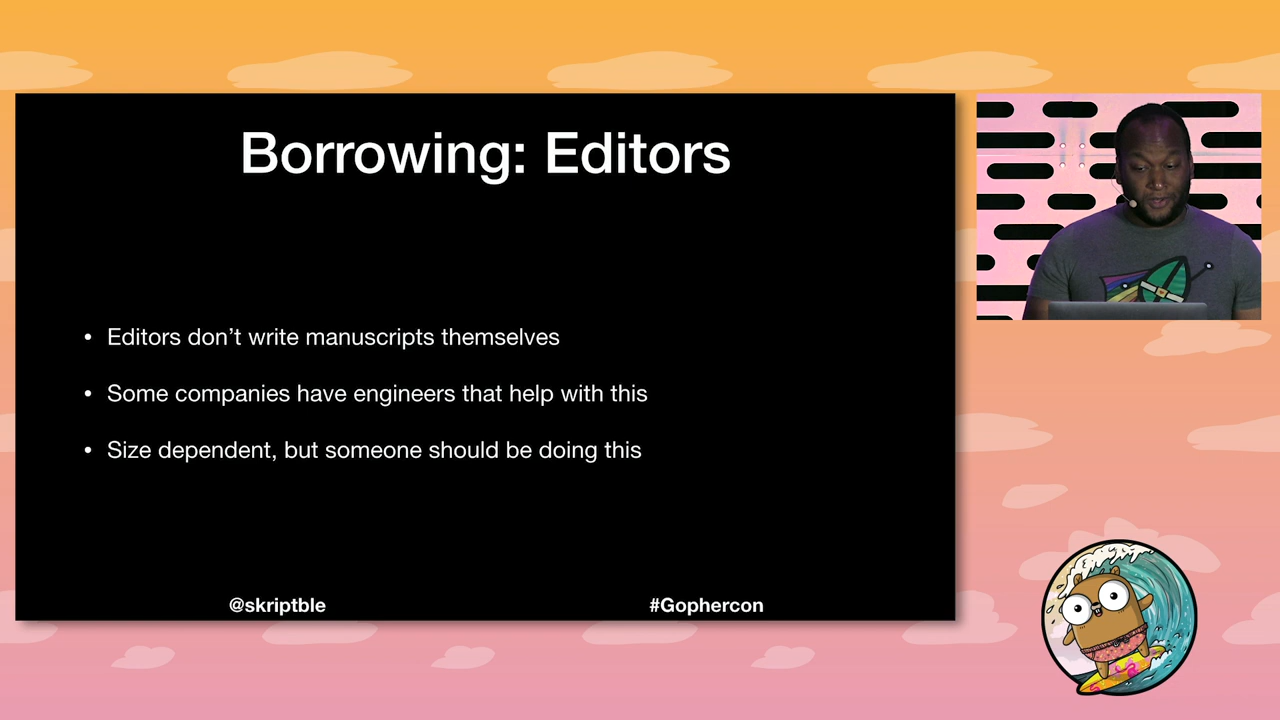 Borrowing: Editors
• Editors don’t write manuscripts themselves
• Some companies have engineers that help with this
• Size dependent, but someone should be doing this
@skriptble
#Gophercon